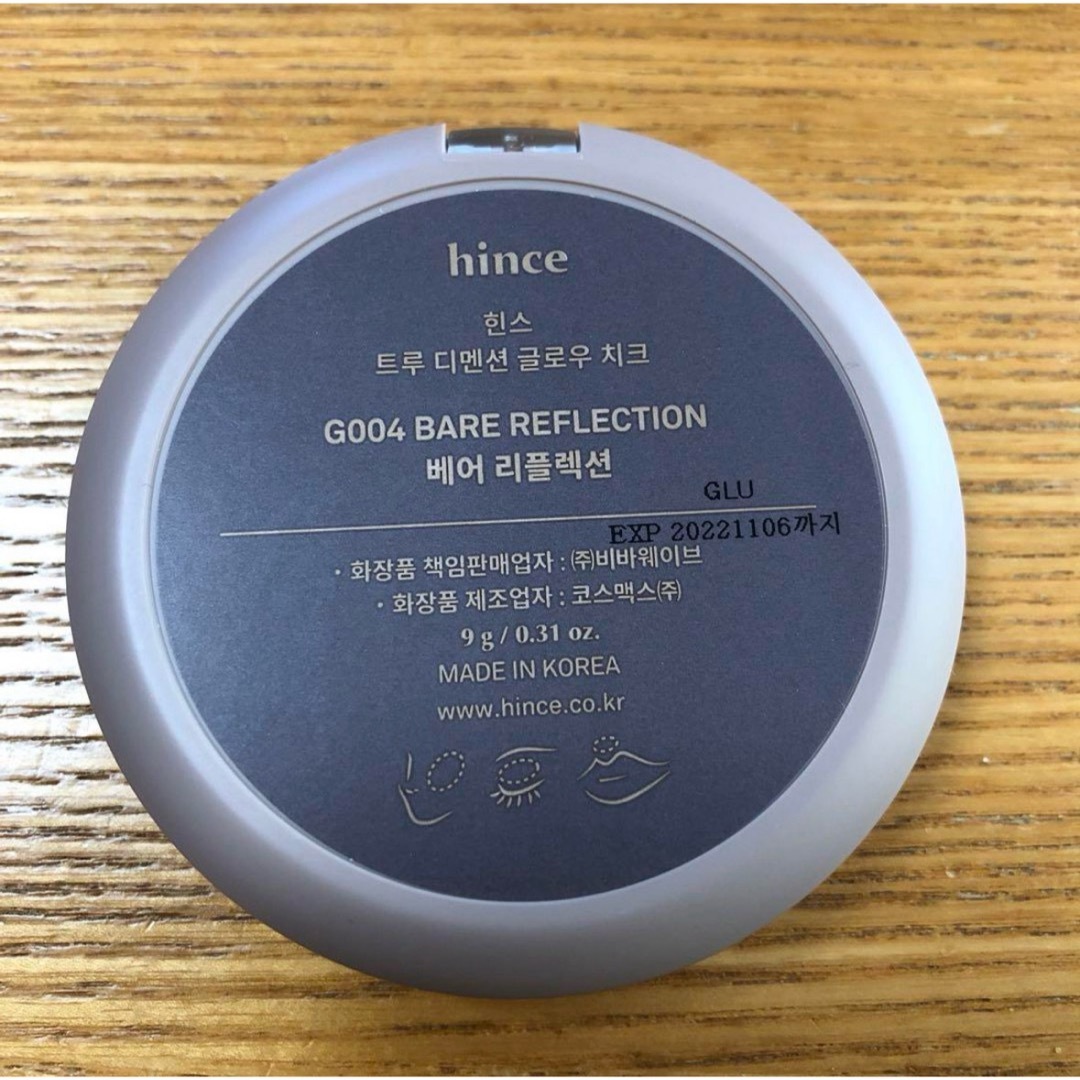 hince
힌스
트루 디멘션 글로우 치크
G004 BARE REFLECTION
베어 리플렉션
GLU
EXP 20221106까지
· 화장품 책임판매업자 : ㈜비바웨이브
· 화장품 제조업자 : 코스맥스㈜
9 g / 0.31 oz.
MADE IN KOREA
www.hince.co.kr